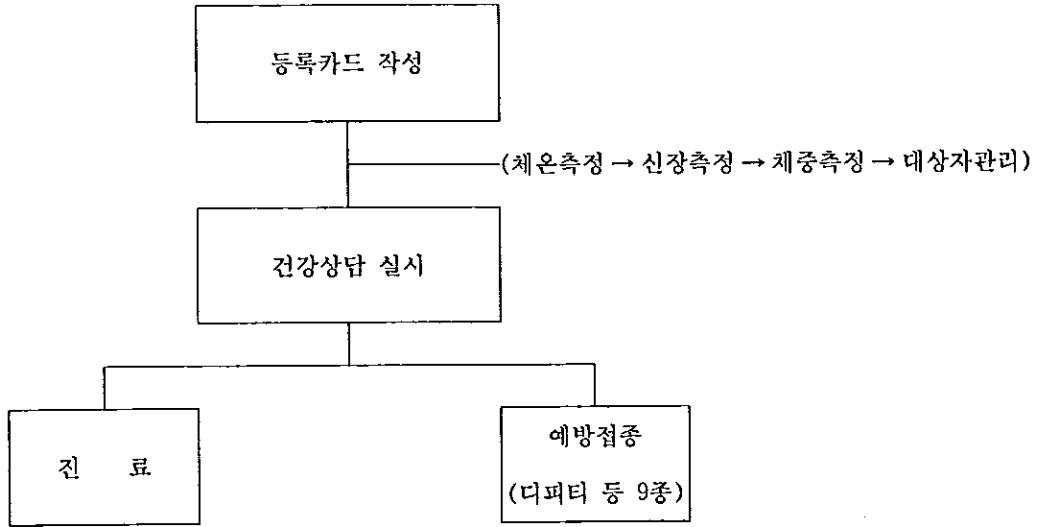 등록카드 작성
(체온측정 → 신장측정 → 체중측정 → 대상자관리)
건강상담 실시
진 료
예방접종
(디피티 등 9종)